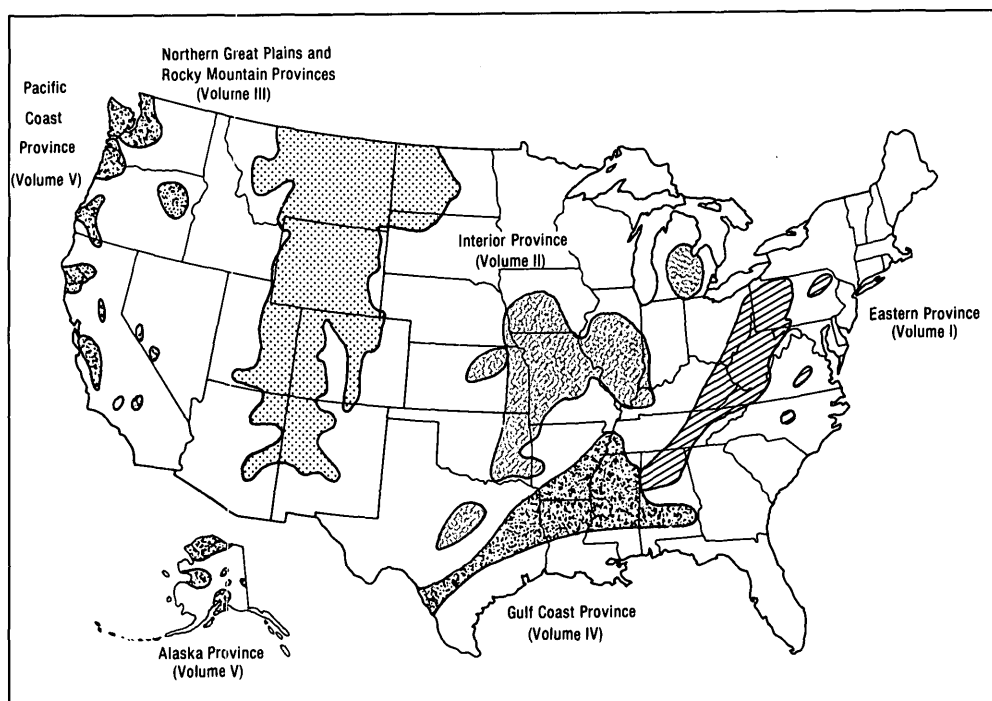 Northern Great Plains and
Rocky Mountain Provinces
(Volume III)
Pacific
Coast
Province
(Volume V)
Interior Province
(Volume II)
Eastern Province
(Volume I)
Gulf Coast Province
(Volume IV)
Alaska Province
(Volume V)